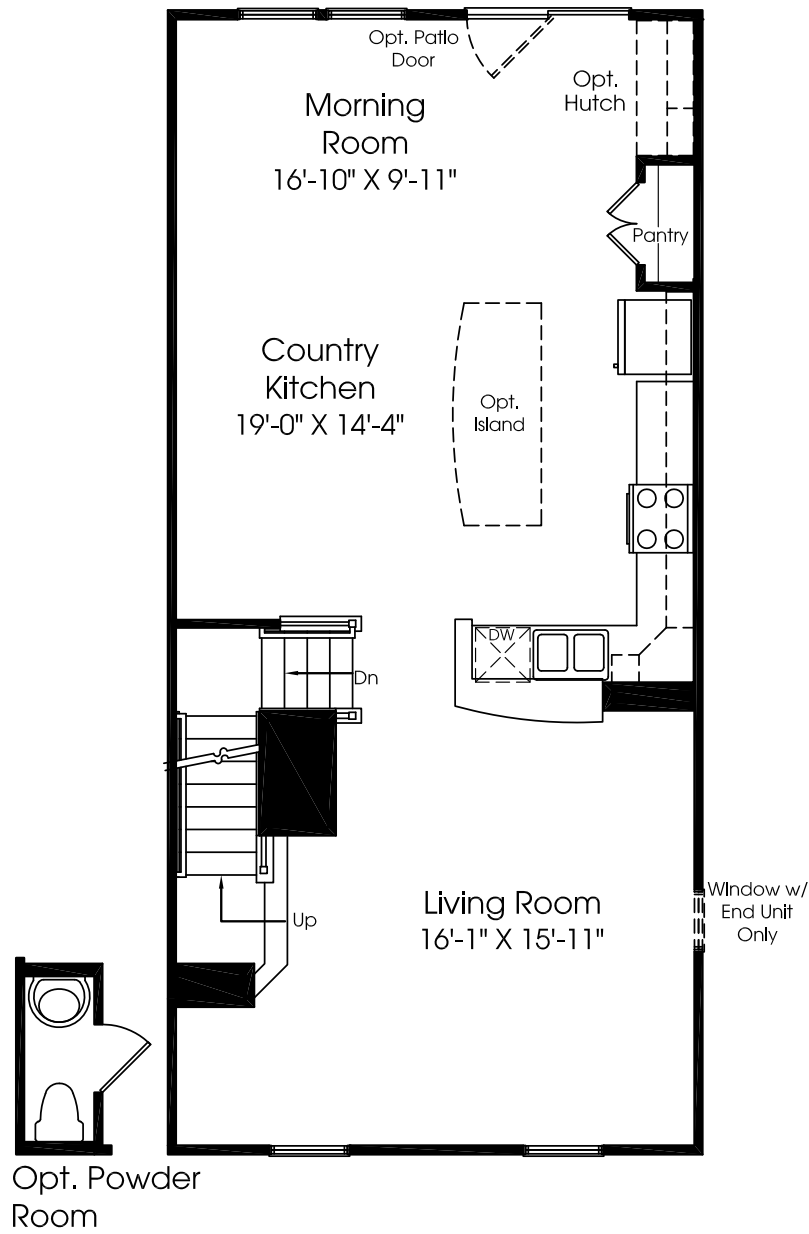 Opt. Patio
Door
Opt.
Hutch
Morning
Room
16'-10" X 9'-11"
Pantry
Country
Kitchen
19'-0" X 14'-4"
Opt.
Island
DW
Dn
Living Room
16'-1" X 15'-11"
Window w/
End Unit
Only
Up
Opt. Powder
Room